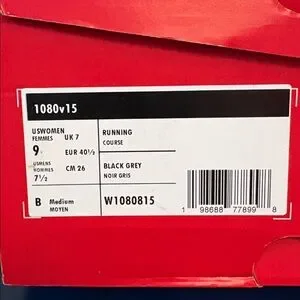 1080v15
USWOMEN
FEMMES
UK 7
RUNNING
COURSE
9
EUR 40½
USMENS
HOMMES
7½
CM 26
BLACK GREY
NOIR GRIS
B Medium
MOYEN
W1080815
1 98688 77899 8